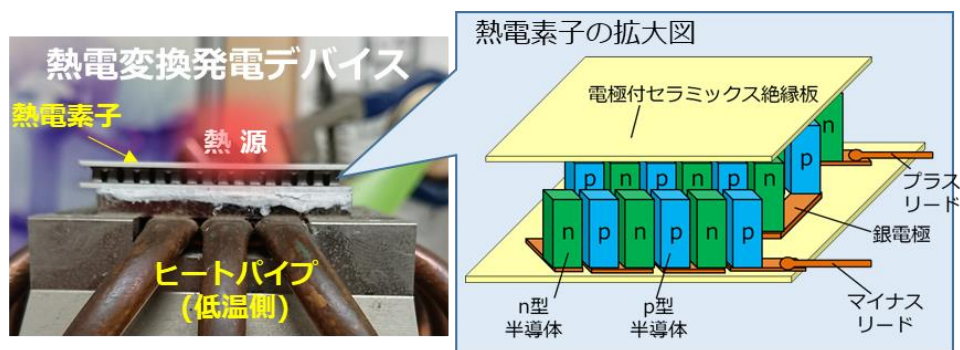 熱電変換発電デバイス
熱電素子
熱 源
ヒートパイプ
(低温側)
熱電素子の拡大図
電極付セラミックス絶縁板
n
p
p
n
p
n
p
n
n
p
n
p
n
p
プラス
リード
銀電極
マイナス
リード
n型
半導体
p型
半導体